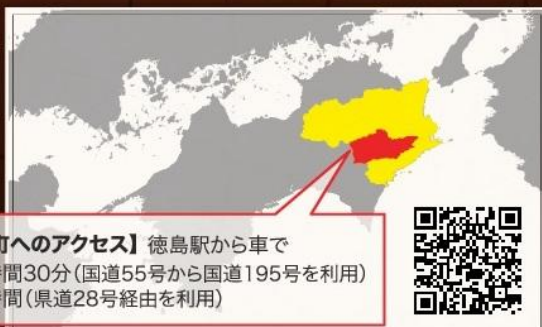 町へのアクセス】徳島駅から車で
時間30分(国道55号から国道195号を利用)
時間(県道28号経由を利用)